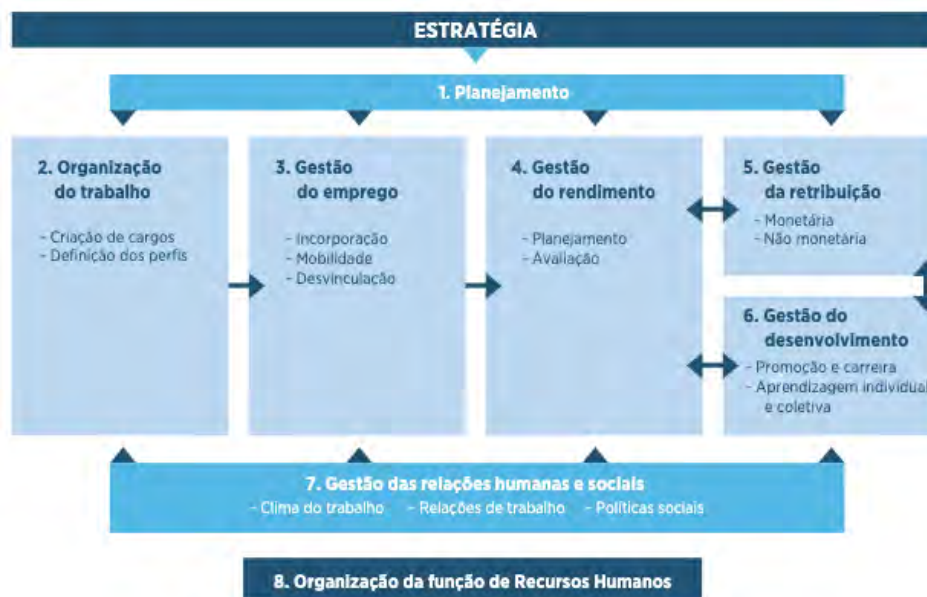 ESTRATÉGIA
1. Planejamento
2. Organização
do trabalho
- Criação de cargos
- Definição dos perfis
3. Gestão
do emprego
- Incorporação
- Mobilidade
- Desvinculação
4. Gestão
do rendimento
- Planejamento
- Avaliação
5. Gestão
da retribuição
- Monetária
- Não monetária
6. Gestão do
desenvolvimento
- Promoção e carreira
- Aprendizagem individual
e coletiva
7. Gestão das relações humanas e sociais
- Clima do trabalho - Relações de trabalho - Políticas sociais
8. Organização da função de Recursos Humanos